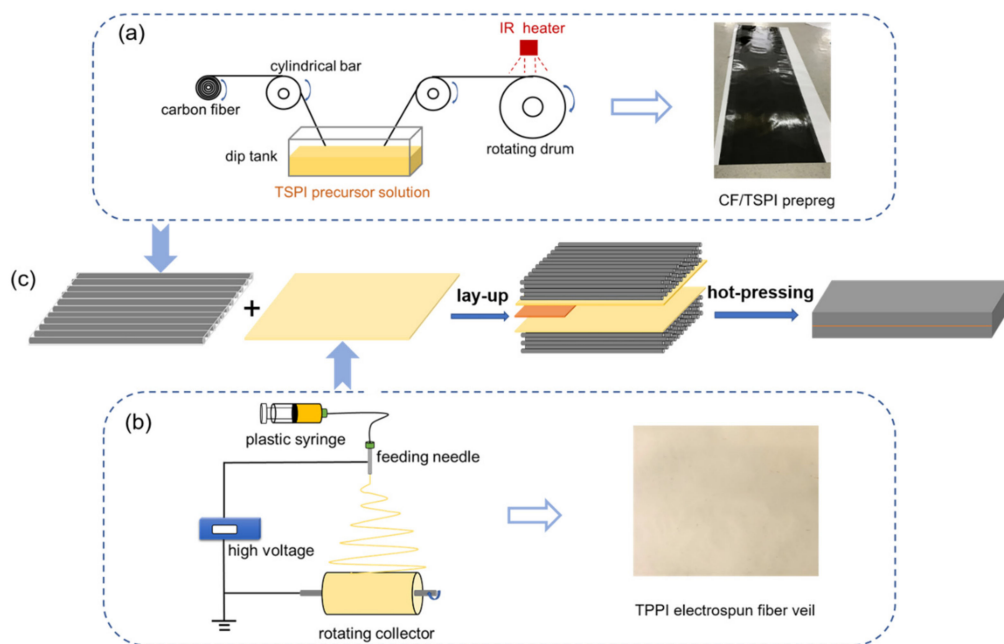 (a)
IR heater
cylindrical bar
carbon fiber
dip tank
rotating drum
TSPI precursor solution
CF/TSPI prepreg
(c)
+
lay-up
hot-pressing
(b)
plastic syringe
feeding needle
high voltage
rotating collector
TPPI electrospun fiber veil